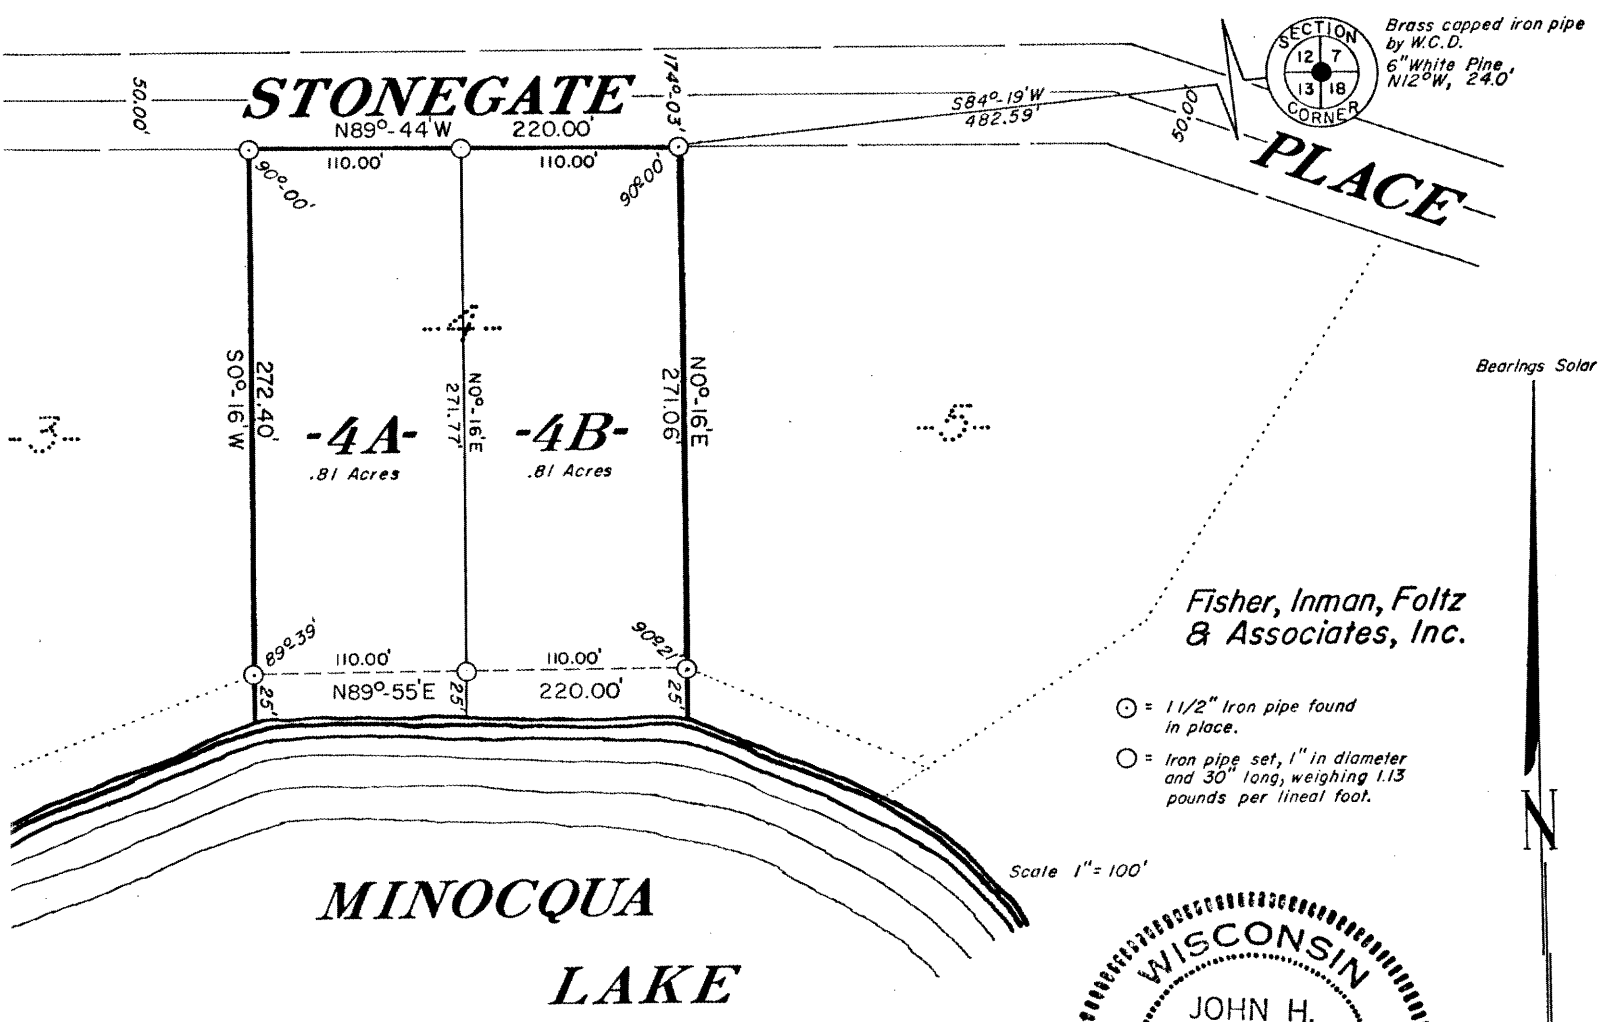 Brass capped iron pipe
by W.C.D.
6" White Pine,
N12°W, 24.0'
SECTION
12 7
13 18
CORNER
STONEGATE
PLACE
50.00'
174°-03'
S84°-19'W
482.59'
50.00'
N89°-44'W 220.00'
110.00' 110.00'
90°-00'
90°-00'
-4-
S0°-16'W
272.40'
N0°-16'E
271.77'
N0°-16'E
271.06'
-3-
-4A-
.81 Acres
-4B-
.81 Acres
-5-
Bearings Solar
89°-39'
90°-21'
110.00' 110.00'
N89°-55'E 220.00'
25'
25'
25'
Fisher, Inman, Foltz
& Associates, Inc.
= 1 1/2" Iron pipe found
in place.
= Iron pipe set, 1" in diameter
and 30" long, weighing 1.13
pounds per lineal foot.
N
Scale 1"= 100'
MINOCQUA
LAKE
WISCONSIN
JOHN H.